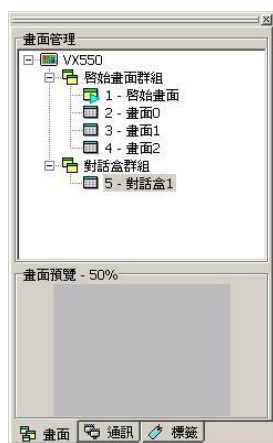 畫面管理
VX550
啓始畫面群組
1 - 啓始畫面
2 - 畫面0
3 - 畫面1
4 - 畫面2
對話盒群組
5 - 對話盒1
畫面預覽 - 50%
畫面 通訊 標籤